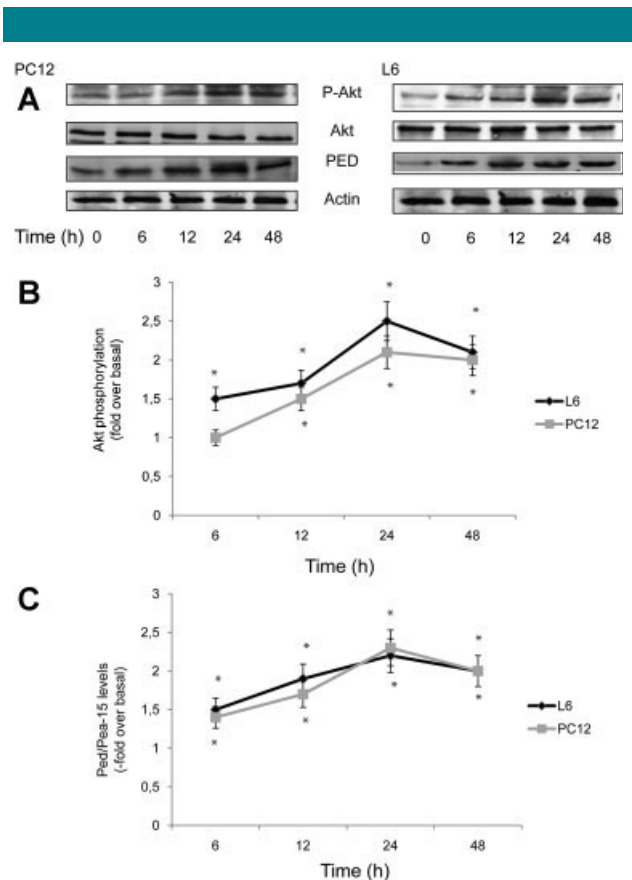 PC12 L6
A P-Akt
Akt
PED
Actin
Time (h) 0 6 12 24 48 0 6 12 24 48
B
3
2,5
2
1,5
1
0,5
0
Akt phosphorylation
(fold over basal)
* * * *
* * *
L6
PC12
6 12 24 48
Time (h)
C
3
2,5
2
1,5
1
0,5
0
Ped/Pea-15 levels
(-fold over basal)
* * * *
* * * *
L6
PC12
6 12 24 48
Time (h)